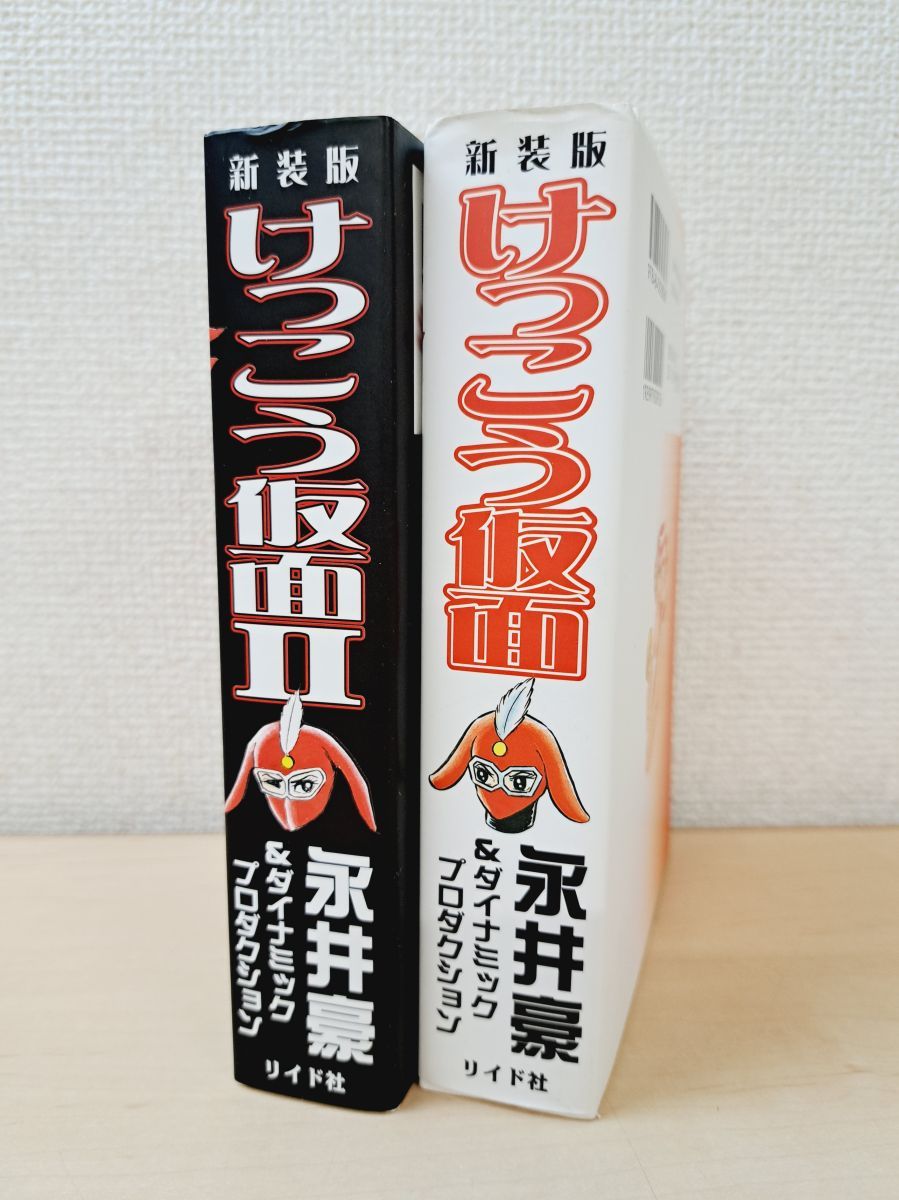 新装版
けっこう仮面II
永井豪
&ダイナミック
プロダクション
リイド社
新装版
けっこう仮面
永井豪
&ダイナミック
プロダクション
リイド社